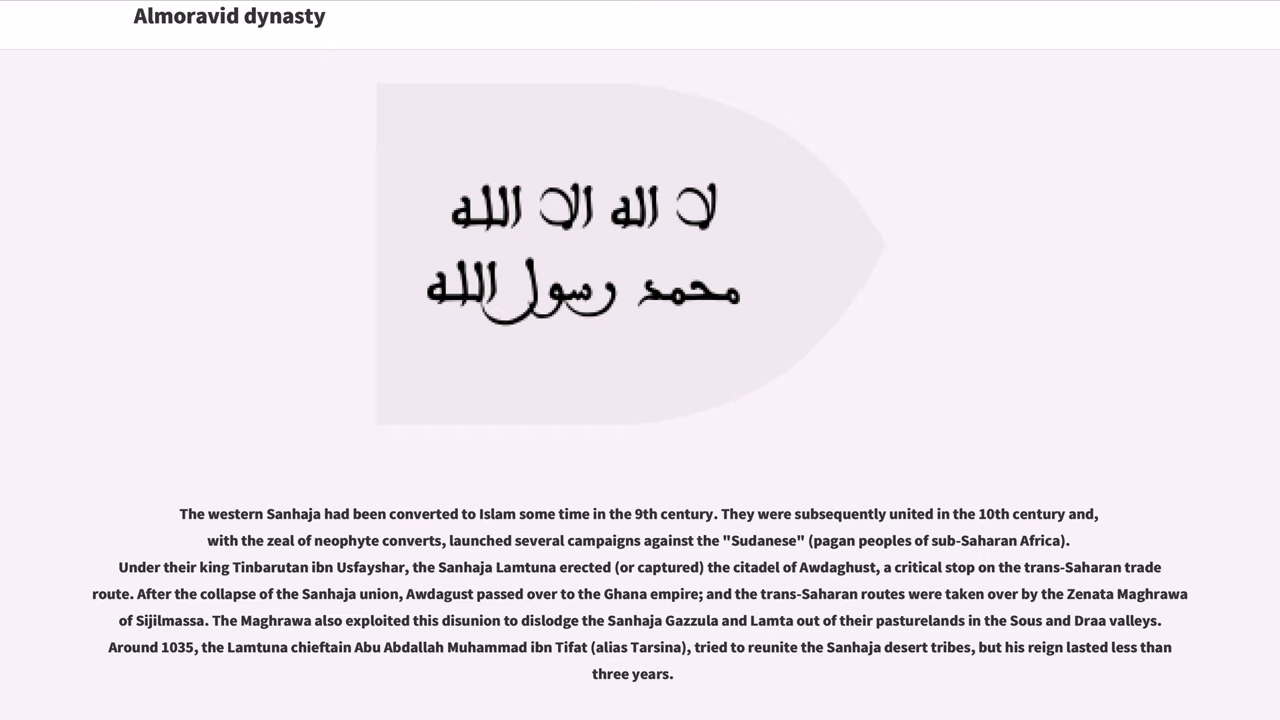 Almoravid dynasty
لا اله الا الله
محمد رسول الله
The western Sanhaja had been converted to Islam some time in the 9th century. They were subsequently united in the 10th century and,
with the zeal of neophyte converts, launched several campaigns against the "Sudanese" (pagan peoples of sub-Saharan Africa).
Under their king Tinbarutan ibn Usfayshar, the Sanhaja Lamtuna erected (or captured) the citadel of Awdaghust, a critical stop on the trans-Saharan trade
route. After the collapse of the Sanhaja union, Awdagust passed over to the Ghana empire; and the trans-Saharan routes were taken over by the Zenata Maghrawa
of Sijilmassa. The Maghrawa also exploited this disunion to dislodge the Sanhaja Gazzula and Lamta out of their pasturelands in the Sous and Draa valleys.
Around 1035, the Lamtuna chieftain Abu Abdallah Muhammad ibn Tifat (alias Tarsina), tried to reunite the Sanhaja desert tribes, but his reign lasted less than
three years.